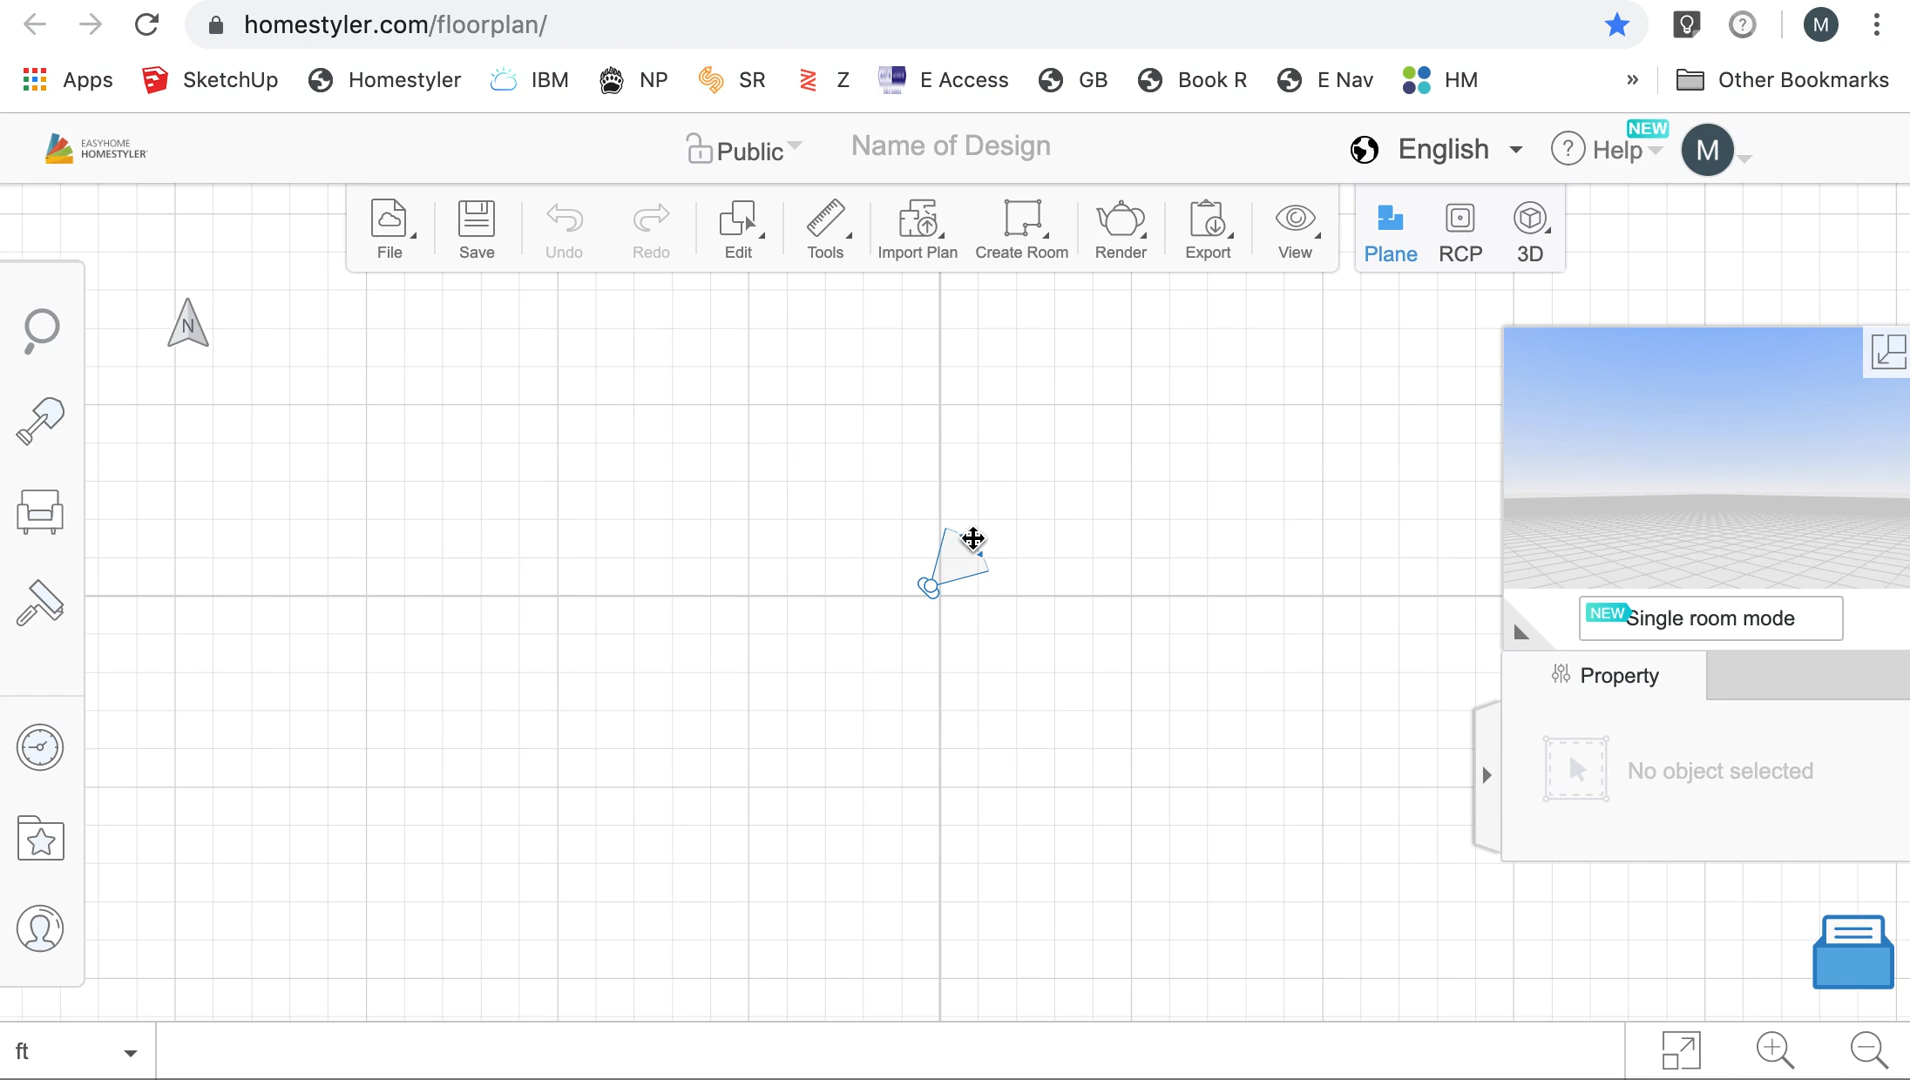 homestyler.com/floorplan/
M
Apps
SketchUp
Homestyler
IBM
NP
SR
Z
E Access
GB
Book R
E Nav
HM
»
Other Bookmarks
EASYHOME
HOMESTYLER
Public
Name of Design
English
? Help
NEW
M
File
Save
Undo
Redo
Edit
Tools
Import Plan
Create Room
Render
Export
View
Plane
RCP
3D
N
NEW Single room mode
Property
No object selected
ft